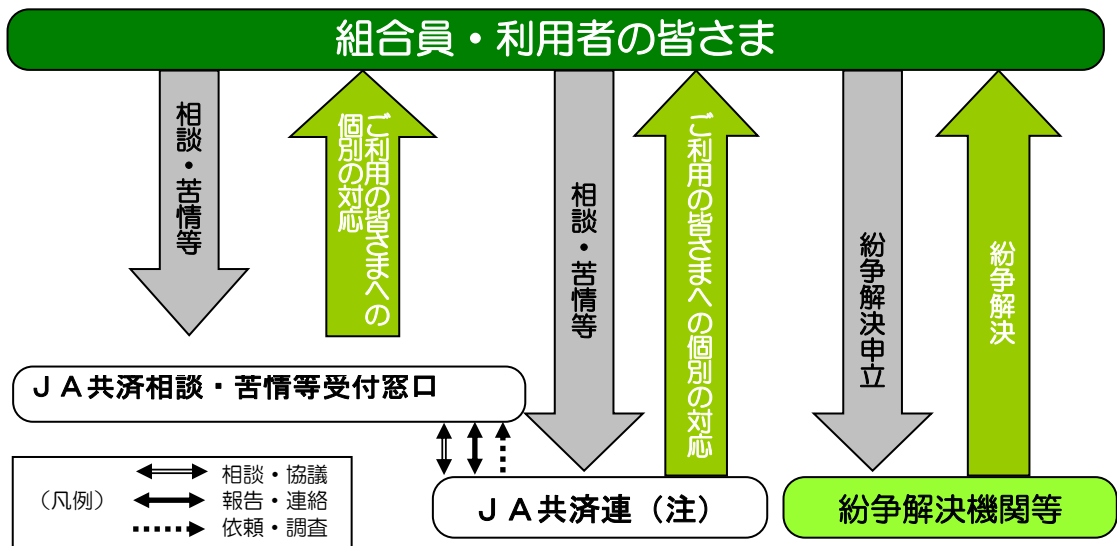 組合員・利用者の皆さま
相談・苦情等
ご利用の皆さまへの
個別の対応
相談・苦情等
ご利用の皆さまへの個別の対応
紛争解決申立
紛争解決
ＪＡ共済相談・苦情等受付窓口
ＪＡ共済連（注）
紛争解決機関等
（凡例）
相談・協議
報告・連絡
依頼・調査